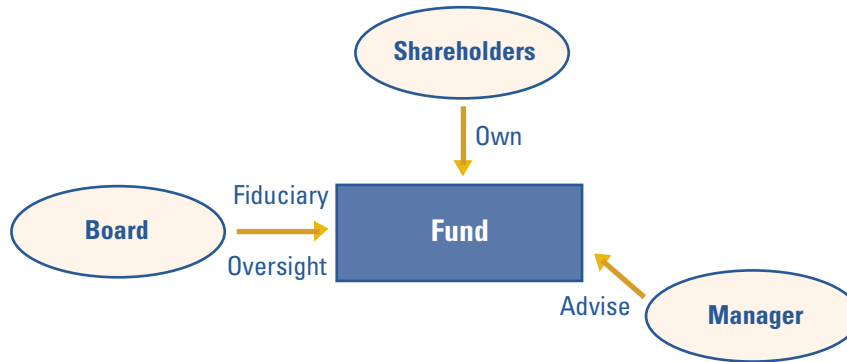 Shareholders
Own
Fiduciary
Board
Fund
Oversight
Advise
Manager